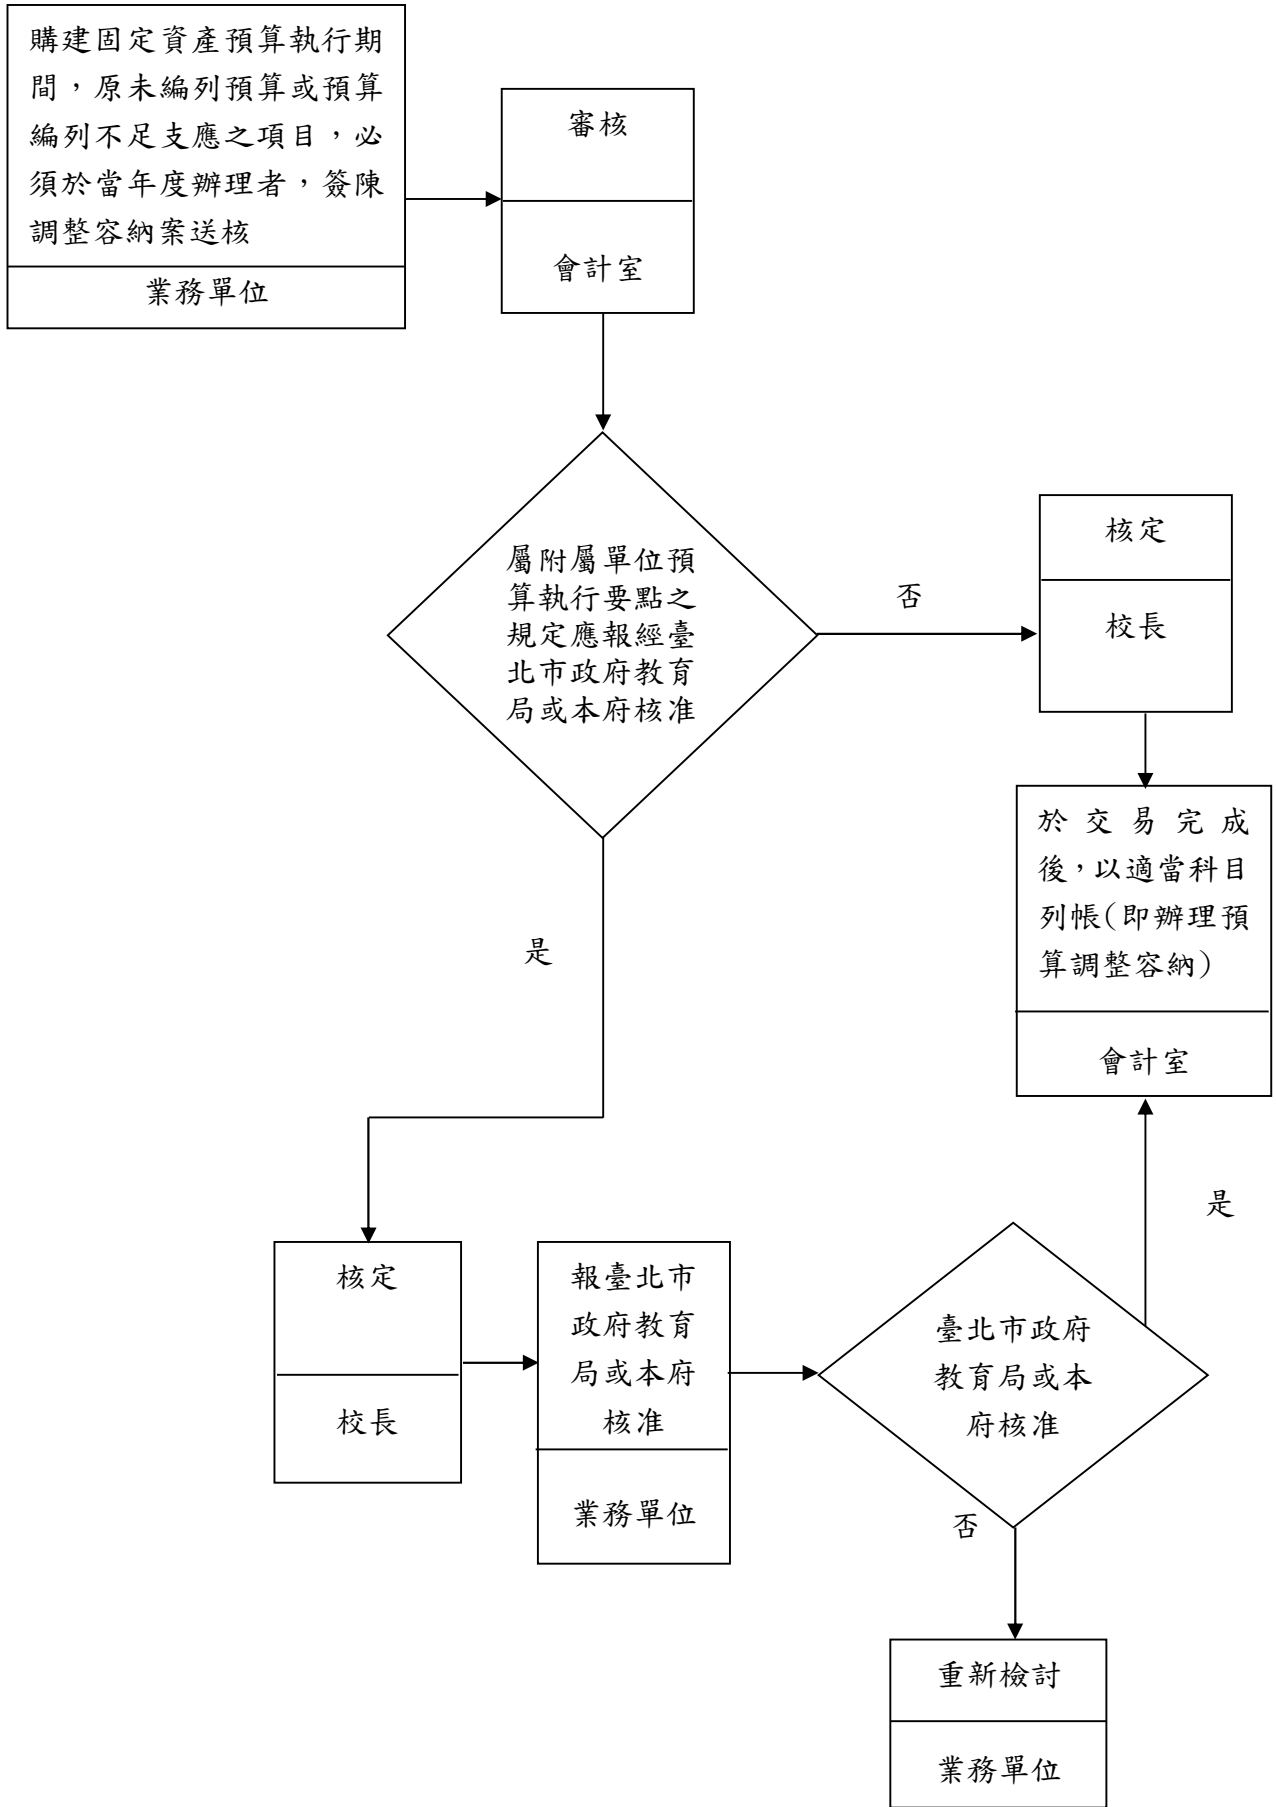 購建固定資產預算執行期
間，原未編列預算或預算
編列不足支應之項目，必
須於當年度辦理者，簽陳
調整容納案送核
業務單位
審核
會計室
屬附屬單位預
算執行要點之
規定應報經臺
北市政府教育
局或本府核准
否
核定
校長
於交易完成
後，以適當科目
列帳(即辦理預
算調整容納)
會計室
是
是
核定
校長
報臺北市
政府教育
局或本府
核准
業務單位
臺北市政府
教育局或本
府核准
否
重新檢討
業務單位